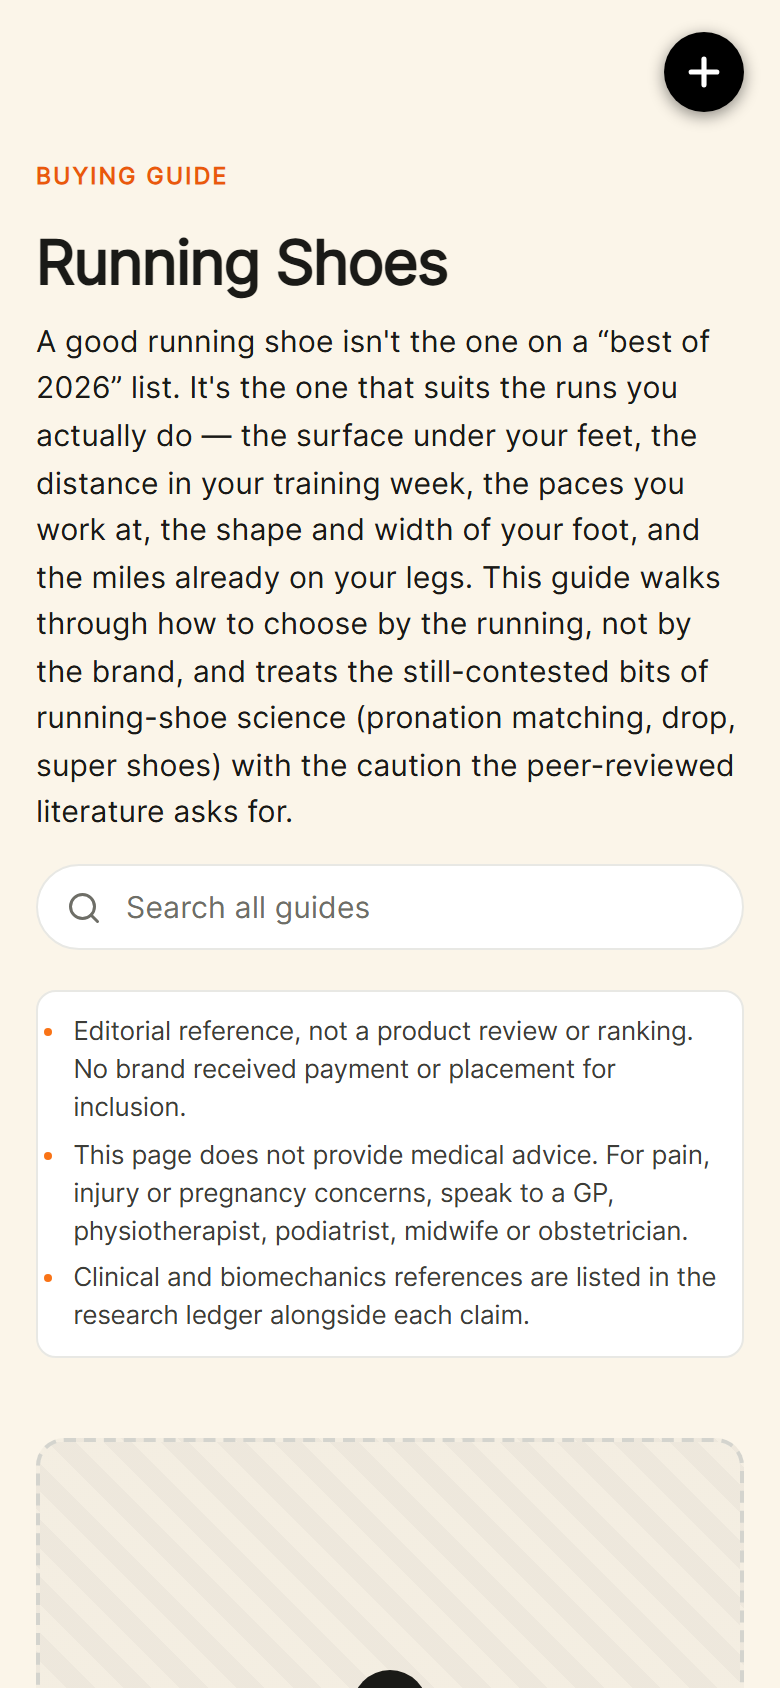 BUYING GUIDE
Running Shoes
A good running shoe isn't the one on a “best of
2026” list. It's the one that suits the runs you
actually do — the surface under your feet, the
distance in your training week, the paces you
work at, the shape and width of your foot, and
the miles already on your legs. This guide walks
through how to choose by the running, not by
the brand, and treats the still-contested bits of
running-shoe science (pronation matching, drop,
super shoes) with the caution the peer-reviewed
literature asks for.
Search all guides
• Editorial reference, not a product review or ranking.
No brand received payment or placement for
inclusion.
• This page does not provide medical advice. For pain,
injury or pregnancy concerns, speak to a GP,
physiotherapist, podiatrist, midwife or obstetrician.
• Clinical and biomechanics references are listed in the
research ledger alongside each claim.